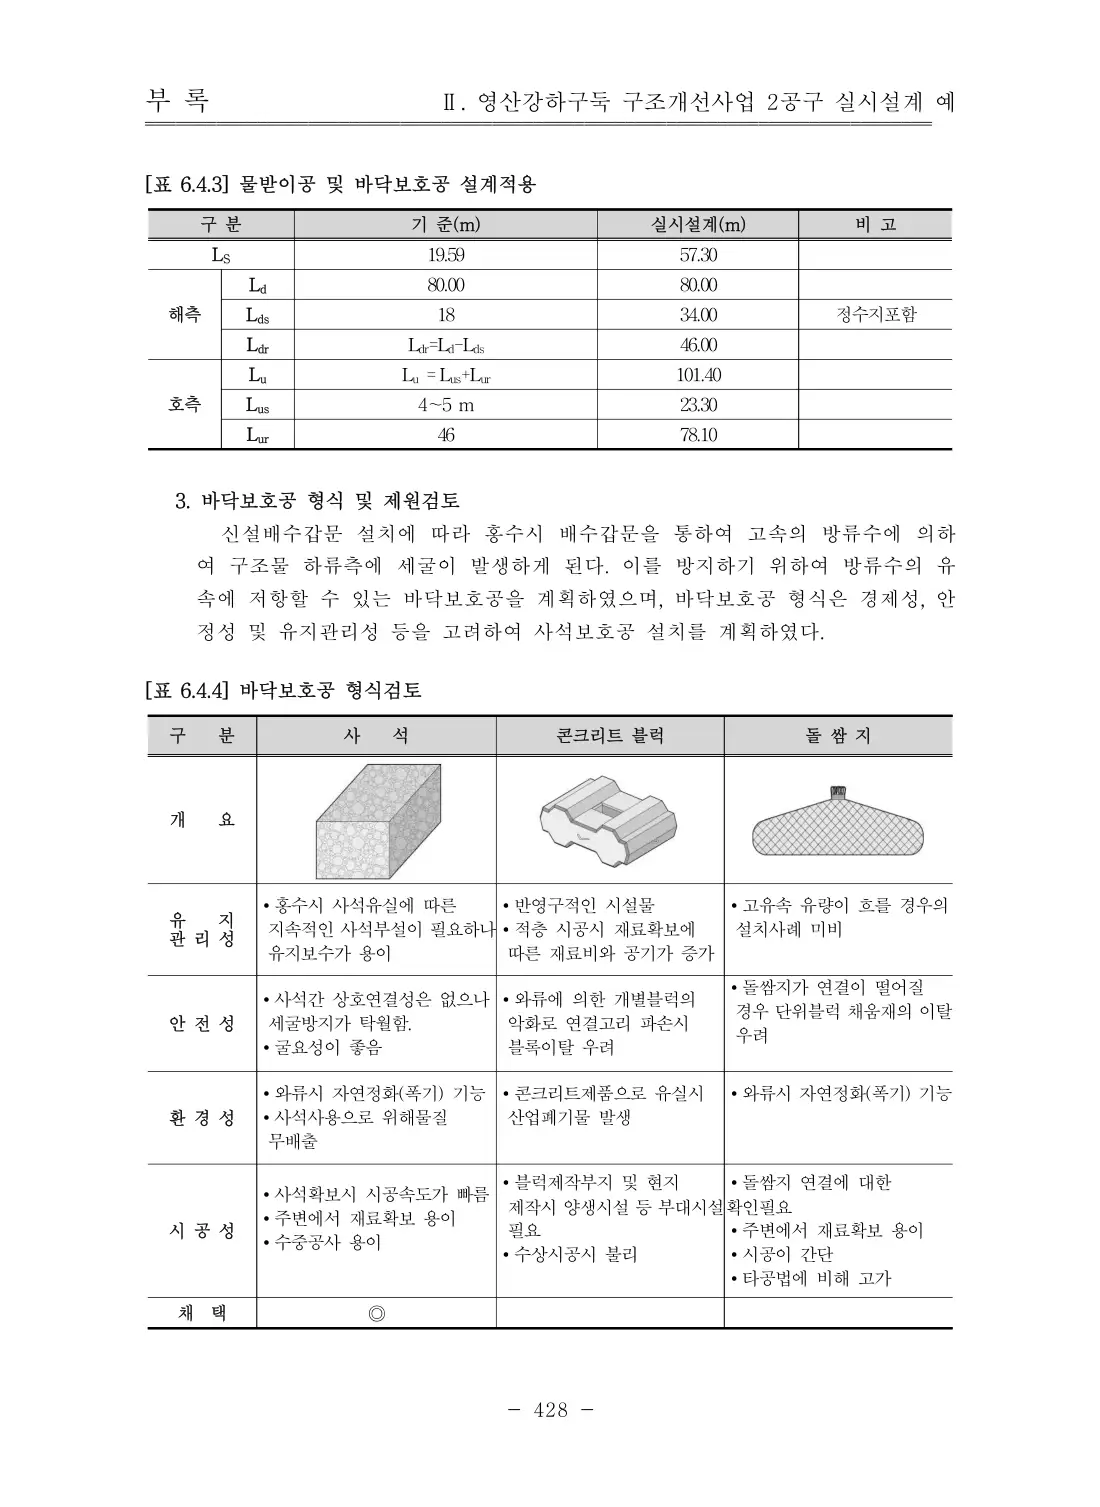 부 록
Ⅱ. 영산강하구둑 구조개선사업 2공구 실시설계 예
[표 6.4.3] 물받이공 및 바닥보호공 설계적용
구 분 기 준(m) 실시설계(m) 비 고
LS 19.59 57.30
해측 Ld 80.00 80.00
Lds 18 34.00 정수지포함
Ldr Ldr=Ld-Lds 46.00
호측 Lu Lu = Lus+Lur 101.40
Lus 4~5 m 23.30
Lur 46 78.10
3. 바닥보호공 형식 및 제원검토
신설배수갑문 설치에 따라 홍수시 배수갑문을 통하여 고속의 방류수에 의하
여 구조물 하류측에 세굴이 발생하게 된다. 이를 방지하기 위하여 방류수의 유
속에 저항할 수 있는 바닥보호공을 계획하였으며, 바닥보호공 형식은 경제성, 안
정성 및 유지관리성 등을 고려하여 사석보호공 설치를 계획하였다.
[표 6.4.4] 바닥보호공 형식검토
구 분 사 석 콘크리트 블럭 돌 쌈 지
개 요
유 지
관 리 성
•홍수시 사석유실에 따른
지속적인 사석부설이 필요하나
유지보수가 용이
•반영구적인 시설물
•적층 시공시 재료확보에
따른 재료비와 공기가 증가
•고유속 유량이 흐를 경우의
설치사례 미비
안 전 성
•사석간 상호연결성은 없으나
세굴방지가 탁월함.
•굴요성이 좋음
•와류에 의한 개별블럭의
악화로 연결고리 파손시
블록이탈 우려
•돌쌈지가 연결이 떨어질
경우 단위블럭 채움재의 이탈
우려
환 경 성
•와류시 자연정화(폭기) 기능
•사석사용으로 위해물질
무배출
•콘크리트제품으로 유실시
산업폐기물 발생
•와류시 자연정화(폭기) 기능
시 공 성
•사석확보시 시공속도가 빠름
•주변에서 재료확보 용이
•수중공사 용이
•블럭제작부지 및 현지
제작시 양생시설 등 부대시설
필요
•수상시공시 불리
•돌쌈지 연결에 대한
확인필요
•주변에서 재료확보 용이
•시공이 간단
•타공법에 비해 고가
채 택 ◎
- 428 -